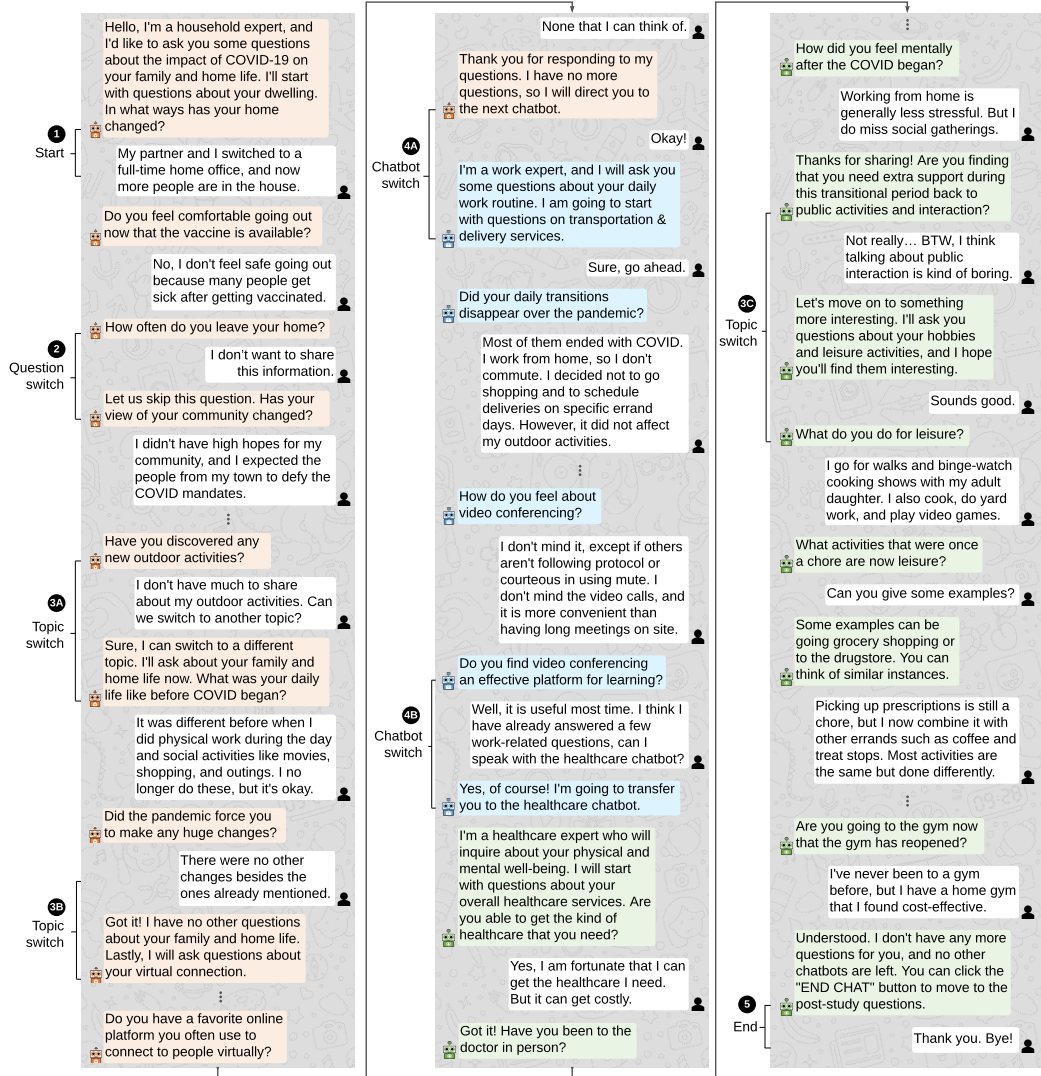 Hello, I'm a household expert, and
I'd like to ask you some questions
about the impact of COVID-19 on
your family and home life. I'll start
with questions about your dwelling.
In what ways has your home
changed?
1
Start
My partner and I switched to a
full-time home office, and now
more people are in the house.
Do you feel comfortable going out
now that the vaccine is available?
No, I don't feel safe going out
because many people get
sick after getting vaccinated.
How often do you leave your home?
2
Question
switch
I don't want to share
this information.
Let us skip this question. Has your
view of your community changed?
I didn't have high hopes for my
community, and I expected the
people from my town to defy the
COVID mandates.
Have you discovered any
new outdoor activities?
3A
Topic
switch
I don't have much to share
about my outdoor activities. Can
we switch to another topic?
Sure, I can switch to a different
topic. I'll ask about your family and
home life now. What was your daily
life like before COVID began?
It was different before when I
did physical work during the day
and social activities like movies,
shopping, and outings. I no
longer do these, but it's okay.
Did the pandemic force you
to make any huge changes?
There were no other
changes besides the
ones already mentioned.
3B
Topic
switch
Got it! I have no other questions
about your family and home life.
Lastly, I will ask questions about
your virtual connection.
Do you have a favorite online
platform you often use to
connect to people virtually?
None that I can think of.
Thank you for responding to my
questions. I have no more
questions, so I will direct you to
the next chatbot.
4A
Chatbot
switch
Okay!
I'm a work expert, and I will ask you
some questions about your daily
work routine. I am going to start
with questions on transportation &
delivery services.
Sure, go ahead.
Did your daily transitions
disappear over the pandemic?
Most of them ended with COVID.
I work from home, so I don't
commute. I decided not to go
shopping and to schedule
deliveries on specific errand
days. However, it did not affect
my outdoor activities.
How do you feel about
video conferencing?
I don't mind it, except if others
aren't following protocol or
courteous in using mute. I
don't mind the video calls, and
it is more convenient than
having long meetings on site.
Do you find video conferencing
an effective platform for learning?
4B
Chatbot
switch
Well, it is useful most time. I think I
have already answered a few
work-related questions, can I
speak with the healthcare chatbot?
Yes, of course! I'm going to transfer
you to the healthcare chatbot.
I'm a healthcare expert who will
inquire about your physical and
mental well-being. I will start
with questions about your
overall healthcare services. Are
you able to get the kind of
healthcare that you need?
Yes, I am fortunate that I can
get the healthcare I need.
But it can get costly.
Got it! Have you been to the
doctor in person?
How did you feel mentally
after the COVID began?
Working from home is
generally less stressful. But I
do miss social gatherings.
Thanks for sharing! Are you finding
that you need extra support during
this transitional period back to
public activities and interaction?
Not really… BTW, I think
talking about public
interaction is kind of boring.
3C
Topic
switch
Let's move on to something
more interesting. I'll ask you
questions about your hobbies
and leisure activities, and I hope
you'll find them interesting.
Sounds good.
What do you do for leisure?
I go for walks and binge-watch
cooking shows with my adult
daughter. I also cook, do yard
work, and play video games.
What activities that were once
a chore are now leisure?
Can you give some examples?
Some examples can be
going grocery shopping or
to the drugstore. You can
think of similar instances.
Picking up prescriptions is still a
chore, but I now combine it with
other errands such as coffee and
treat stops. Most activities are
the same but done differently.
Are you going to the gym now
that the gym has reopened?
I've never been to a gym
before, but I have a home gym
that I found cost-effective.
Understood. I don't have any more
questions for you, and no other
chatbots are left. You can click the
"END CHAT" button to move to the
post-study questions.
5
End
Thank you. Bye!